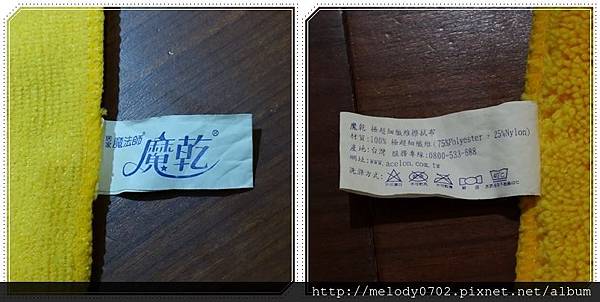 魔法師®
魔乾®
魔乾 極超細纖維擦拭布
材質:100% 極超細纖維(75%Polyester,25%Nylon)
產地:台灣 服務專線:0800-533-888
網址:www.acelon.com.tw
洗滌方式:
40℃
http://melody0702.pixnet.net/album